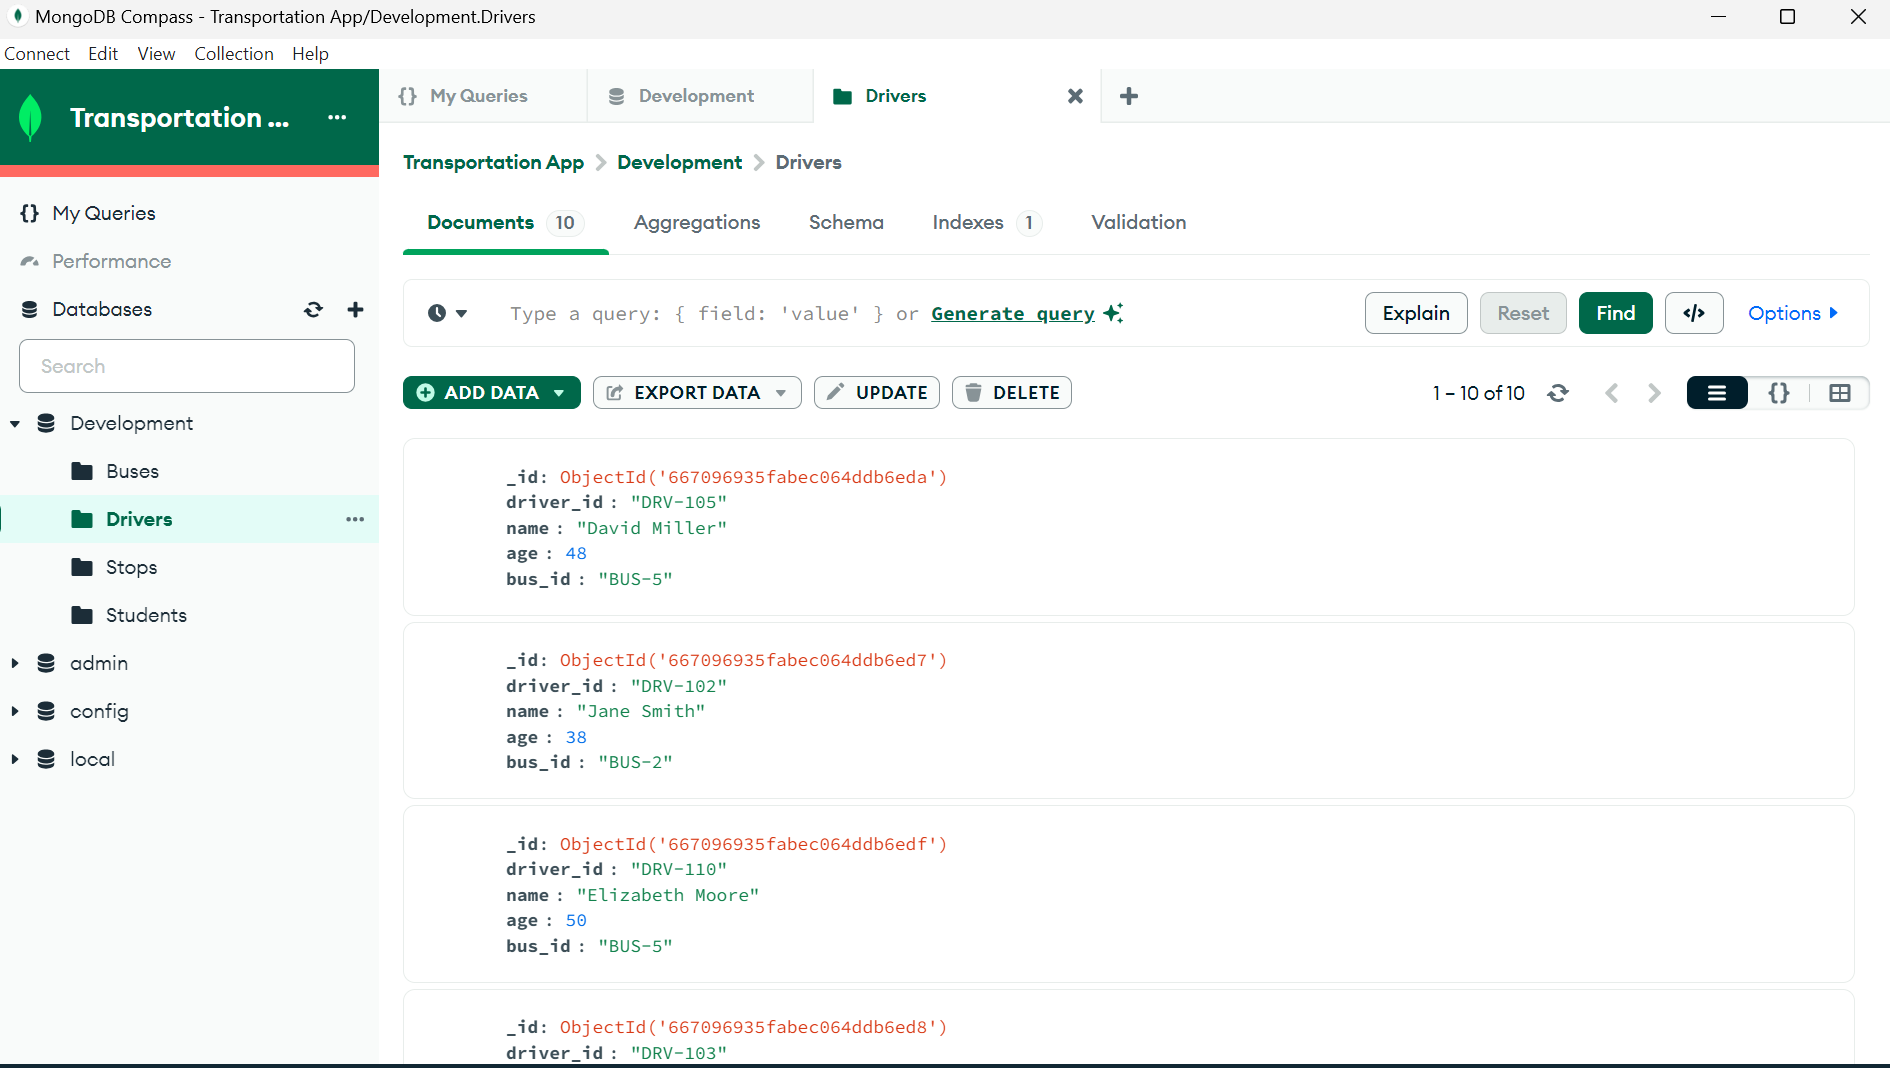 MongoDB Compass - Transportation App/Development.Drivers
Connect Edit View Collection Help
Transportation ...
My Queries
Performance
Databases
Search
Development
Buses
Drivers
Stops
Students
admin
config
local
{} My Queries Development Drivers
Transportation App > Development > Drivers
Documents 10 Aggregations Schema Indexes 1 Validation
Type a query: { field: 'value' } or Generate query
Explain Reset Find </> Options
ADD DATA EXPORT DATA UPDATE DELETE 1 – 10 of 10 {}
_id: ObjectId('667096935fabec064ddb6eda')
driver_id : "DRV-105"
name : "David Miller"
age : 48
bus_id : "BUS-5"
_id: ObjectId('667096935fabec064ddb6ed7')
driver_id : "DRV-102"
name : "Jane Smith"
age : 38
bus_id : "BUS-2"
_id: ObjectId('667096935fabec064ddb6edf')
driver_id : "DRV-110"
name : "Elizabeth Moore"
age : 50
bus_id : "BUS-5"
_id: ObjectId('667096935fabec064ddb6ed8')
driver_id : "DRV-103"